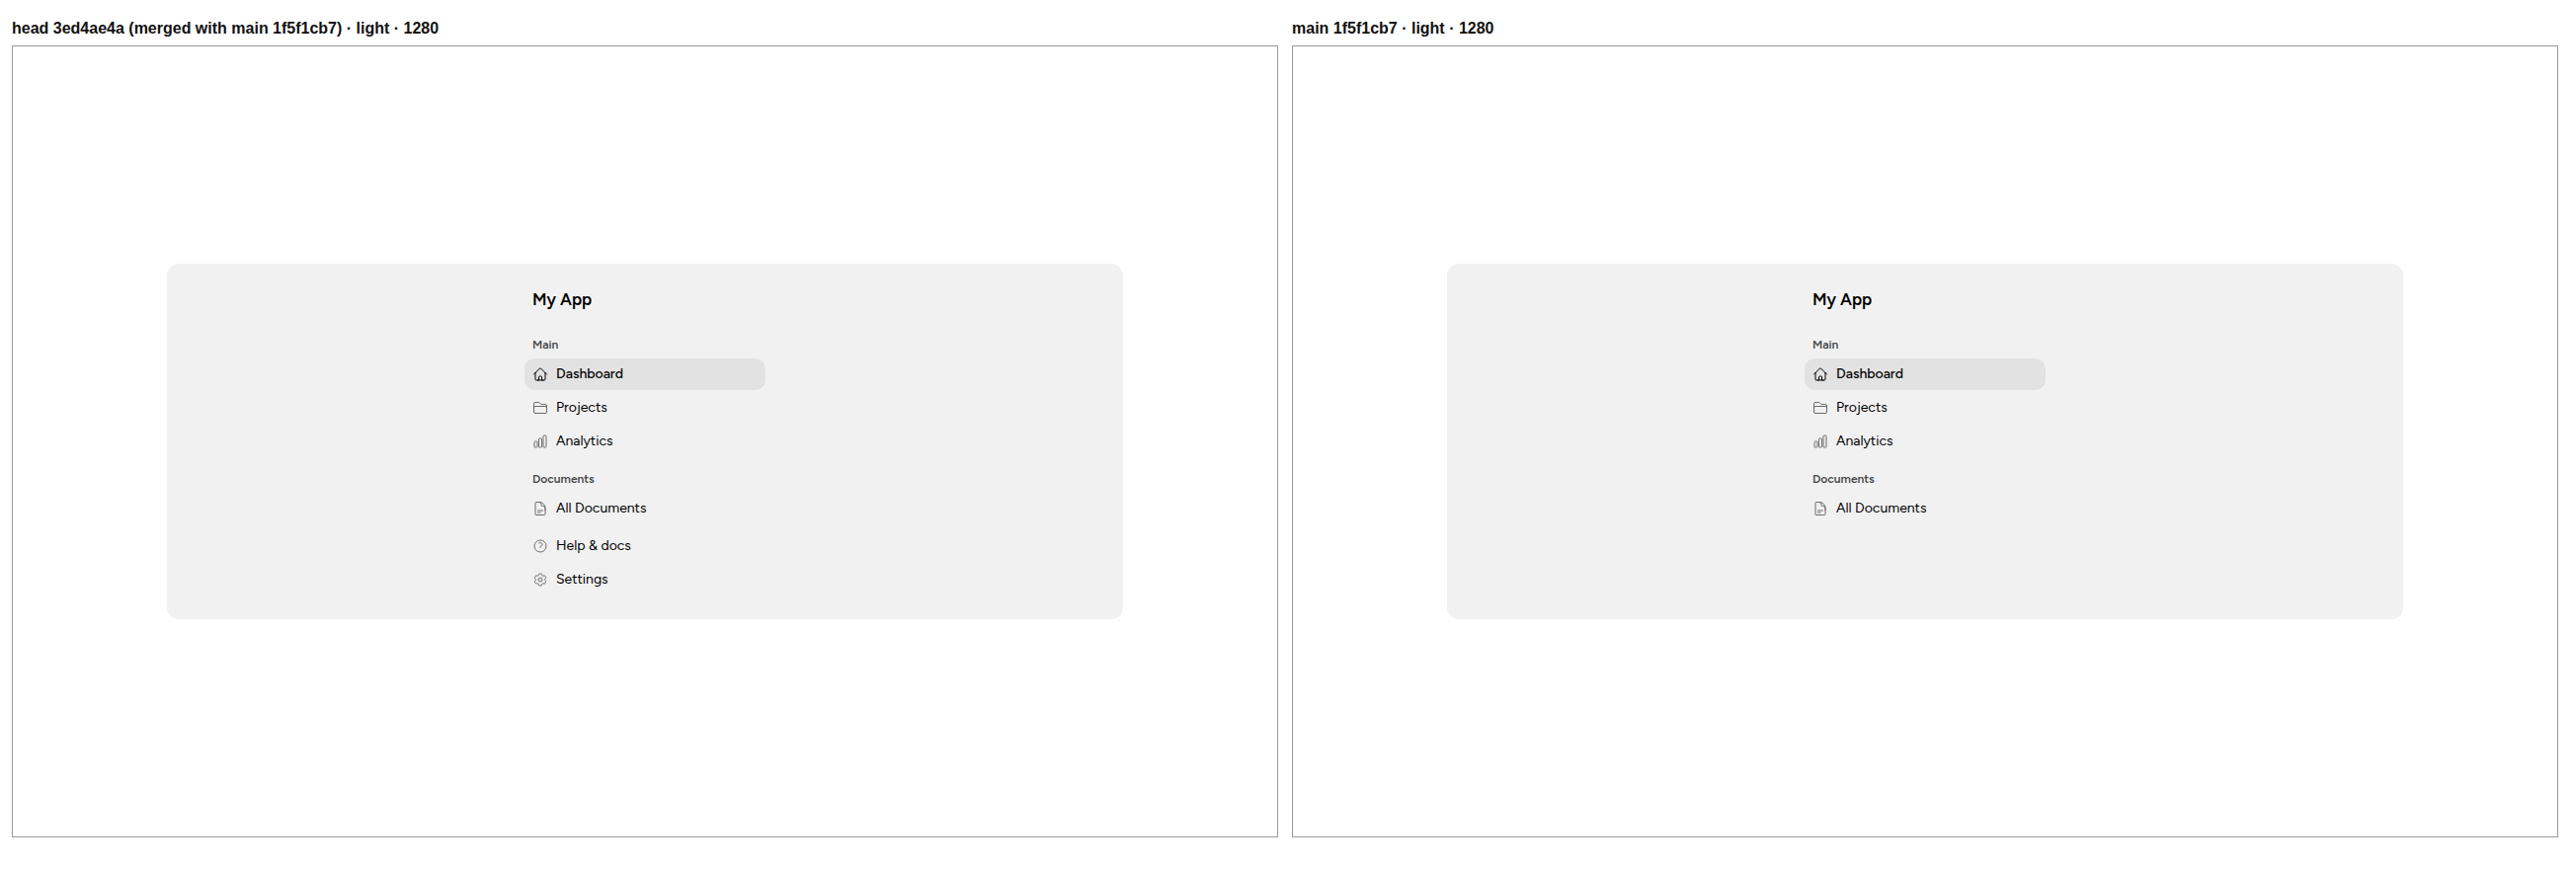 head 3ed4ae4a (merged with main 1f5f1cb7) · light · 1280
My App
Main
Dashboard
Projects
Analytics
Documents
All Documents
Help & docs
Settings
main 1f5f1cb7 · light · 1280
My App
Main
Dashboard
Projects
Analytics
Documents
All Documents